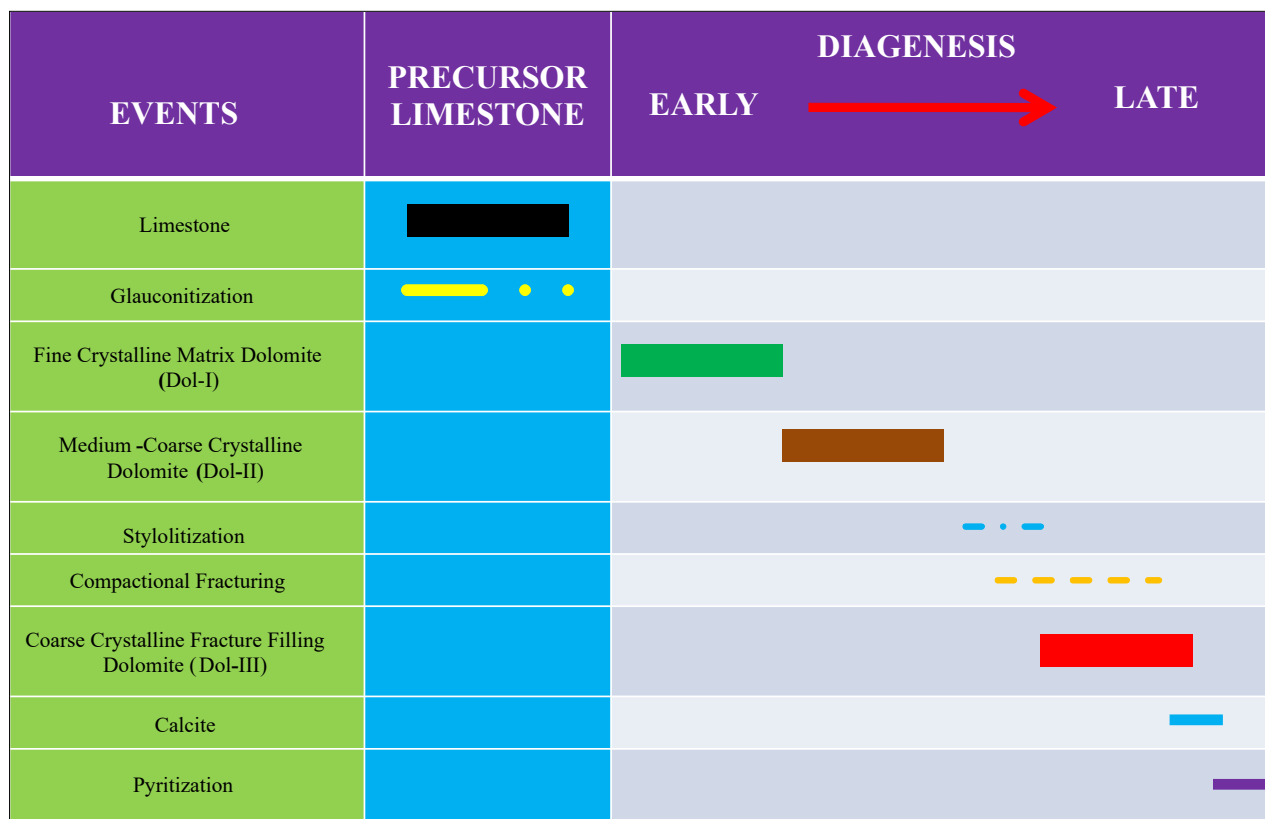 EVENTS
PRECURSOR
LIMESTONE
DIAGENESIS
EARLY
LATE
Limestone
Glauconitization
Fine Crystalline Matrix Dolomite
(Dol-I)
Medium-Coarse Crystalline
Dolomite (Dol-II)
Stylolitization
Compactional Fracturing
Coarse Crystalline Fracture Filling
Dolomite (Dol-III)
Calcite
Pyritization